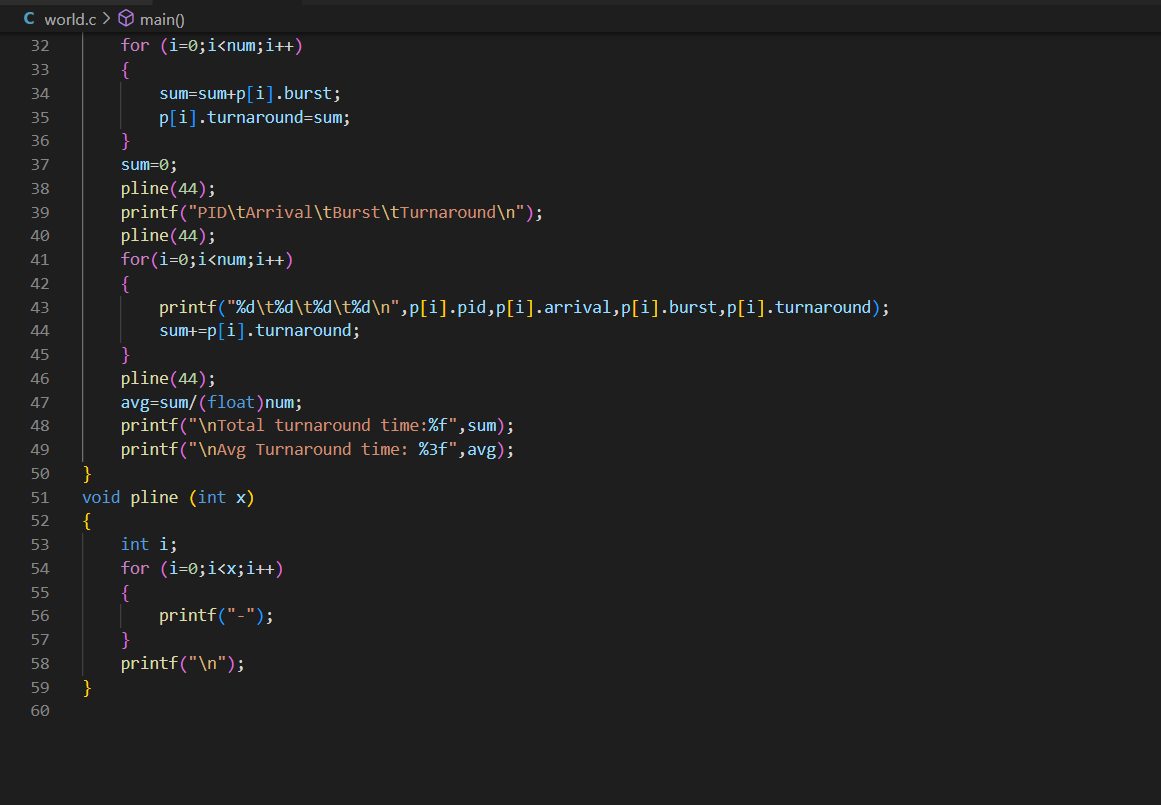 C world.c > main()
32 for (i=0;i<num;i++)
33 {
34 sum=sum+p[i].burst;
35 p[i].turnaround=sum;
36 }
37 sum=0;
38 pline(44);
39 printf("PID\tArrival\tBurst\tTurnaround\n");
40 pline(44);
41 for(i=0;i<num;i++)
42 {
43 printf("%d\t%d\t%d\t%d\n",p[i].pid,p[i].arrival,p[i].burst,p[i].turnaround);
44 sum+=p[i].turnaround;
45 }
46 pline(44);
47 avg=sum/(float)num;
48 printf("\nTotal turnaround time:%f",sum);
49 printf("\nAvg Turnaround time: %3f",avg);
50 }
51 void pline (int x)
52 {
53 int i;
54 for (i=0;i<x;i++)
55 {
56 printf("-");
57 }
58 printf("\n");
59 }
60